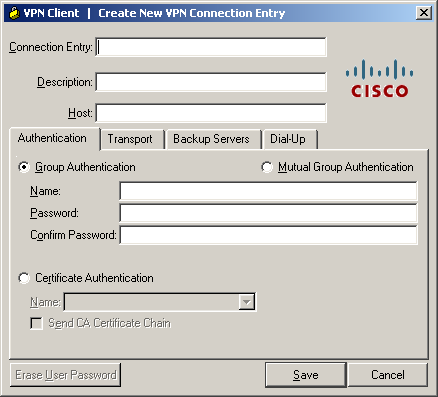 VPN Client | Create New VPN Connection Entry
Connection Entry:
Description:
Host:
CISCO
Authentication Transport Backup Servers Dial-Up
Group Authentication Mutual Group Authentication
Name:
Password:
Confirm Password:
Certificate Authentication
Name:
Send CA Certificate Chain
Erase User Password Save Cancel